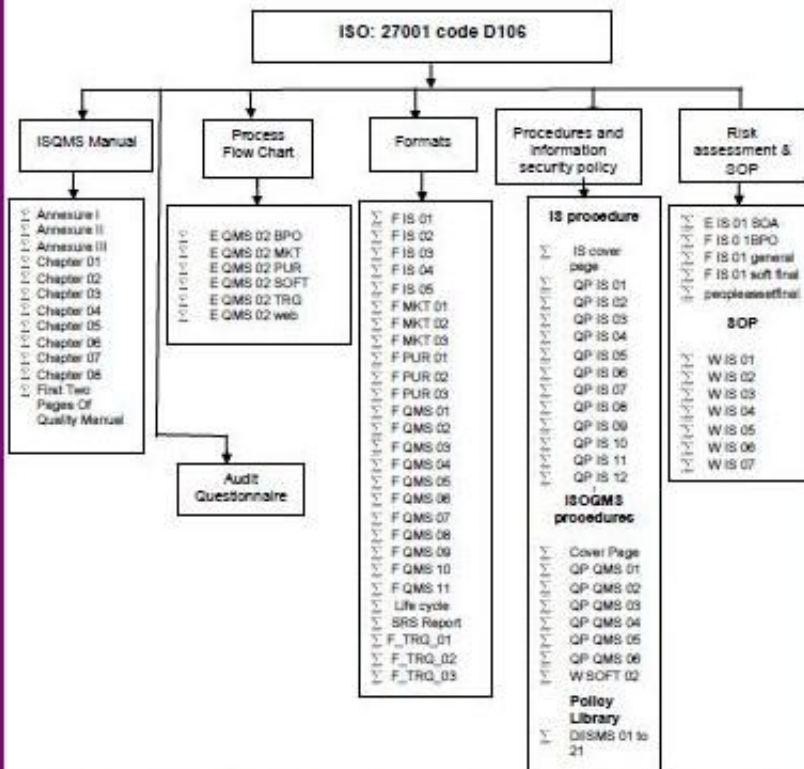 ISO: 27001 code D106
ISQMS Manual
Process
Flow Chart
Formats
Procedures and
information
security policy
Risk
assessment &
SOP
Σ Annexure I
Σ Annexure II
Σ Annexure III
Σ Chapter 01
Σ Chapter 02
Σ Chapter 03
Σ Chapter 04
Σ Chapter 05
Σ Chapter 06
Σ Chapter 07
Σ Chapter 08
Σ First Two
Pages Of
Quality Manual
Σ E QMS 02 BPO
Σ E QMS 02 MKT
Σ E QMS 02 PUR
Σ E QMS 02 SOFT
Σ E QMS 02 TRG
Σ E QMS 02 web
Audit
Questionnaire
Σ F IS 01
Σ F IS 02
Σ F IS 03
Σ F IS 04
Σ F IS 05
Σ F MKT 01
Σ F MKT 02
Σ F MKT 03
Σ F PUR 01
Σ F PUR 02
Σ F PUR 03
Σ F QMS 01
Σ F QMS 02
Σ F QMS 03
Σ F QMS 04
Σ F QMS 05
Σ F QMS 06
Σ F QMS 07
Σ F QMS 08
Σ F QMS 09
Σ F QMS 10
Σ F QMS 11
Σ Life cycle
Σ SRS Report
Σ F_TRG_01
Σ F_TRG_02
Σ F_TRG_03
IS procedure
Σ IS cover
page
Σ QP IS 01
Σ QP IS 02
Σ QP IS 03
Σ QP IS 04
Σ QP IS 05
Σ QP IS 06
Σ QP IS 07
Σ QP IS 08
Σ QP IS 09
Σ QP IS 10
Σ QP IS 11
Σ QP IS 12
ISOQMS
procedures
Σ Cover Page
Σ QP QMS 01
Σ QP QMS 02
Σ QP QMS 03
Σ QP QMS 04
Σ QP QMS 05
Σ QP QMS 06
Σ W SOFT 02
Policy
Library
Σ DISMS 01 to
21
Σ E IS 01 SOA
Σ F IS 0 1BPO
Σ F IS 01 general
Σ F IS 01 soft final
Σ peopleassetfinal
SOP
Σ W IS 01
Σ W IS 02
Σ W IS 03
Σ W IS 04
Σ W IS 05
Σ W IS 06
Σ W IS 07